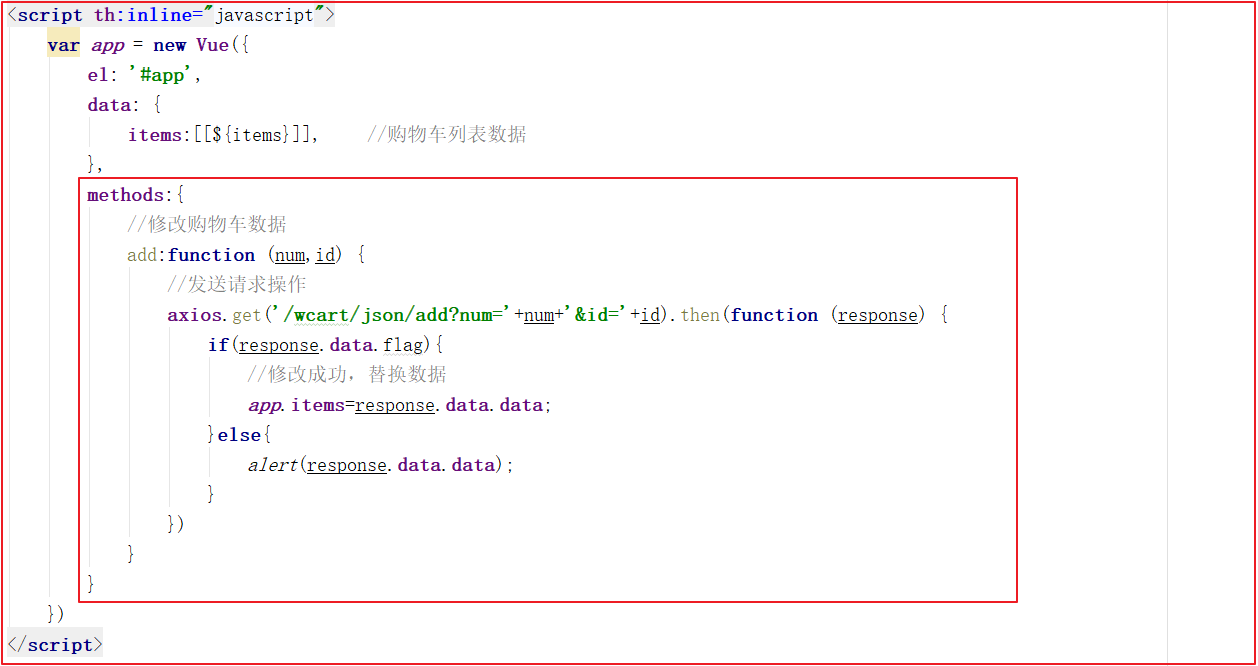 <script th:inline="javascript">
var app = new Vue({
el: '#app',
data: {
items:[[${items}]], //购物车列表数据
},
methods:{
//修改购物车数据
add:function (num,id) {
//发送请求操作
axios.get('/wcart/json/add?num='+num+'&id='+id).then(function (response) {
if(response.data.flag){
//修改成功，替换数据
app.items=response.data.data;
}else{
alert(response.data.data);
}
})
}
}
})
</script>